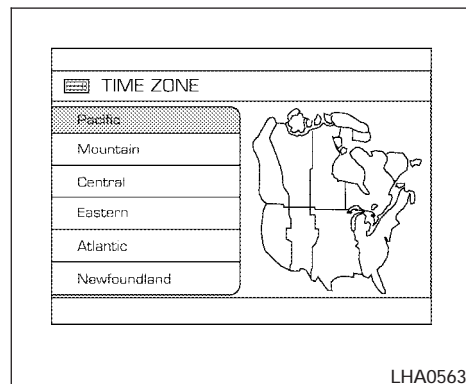 TIME ZONE
Pacific
Mountain
Central
Eastern
Atlantic
Newfoundland
LHA0563